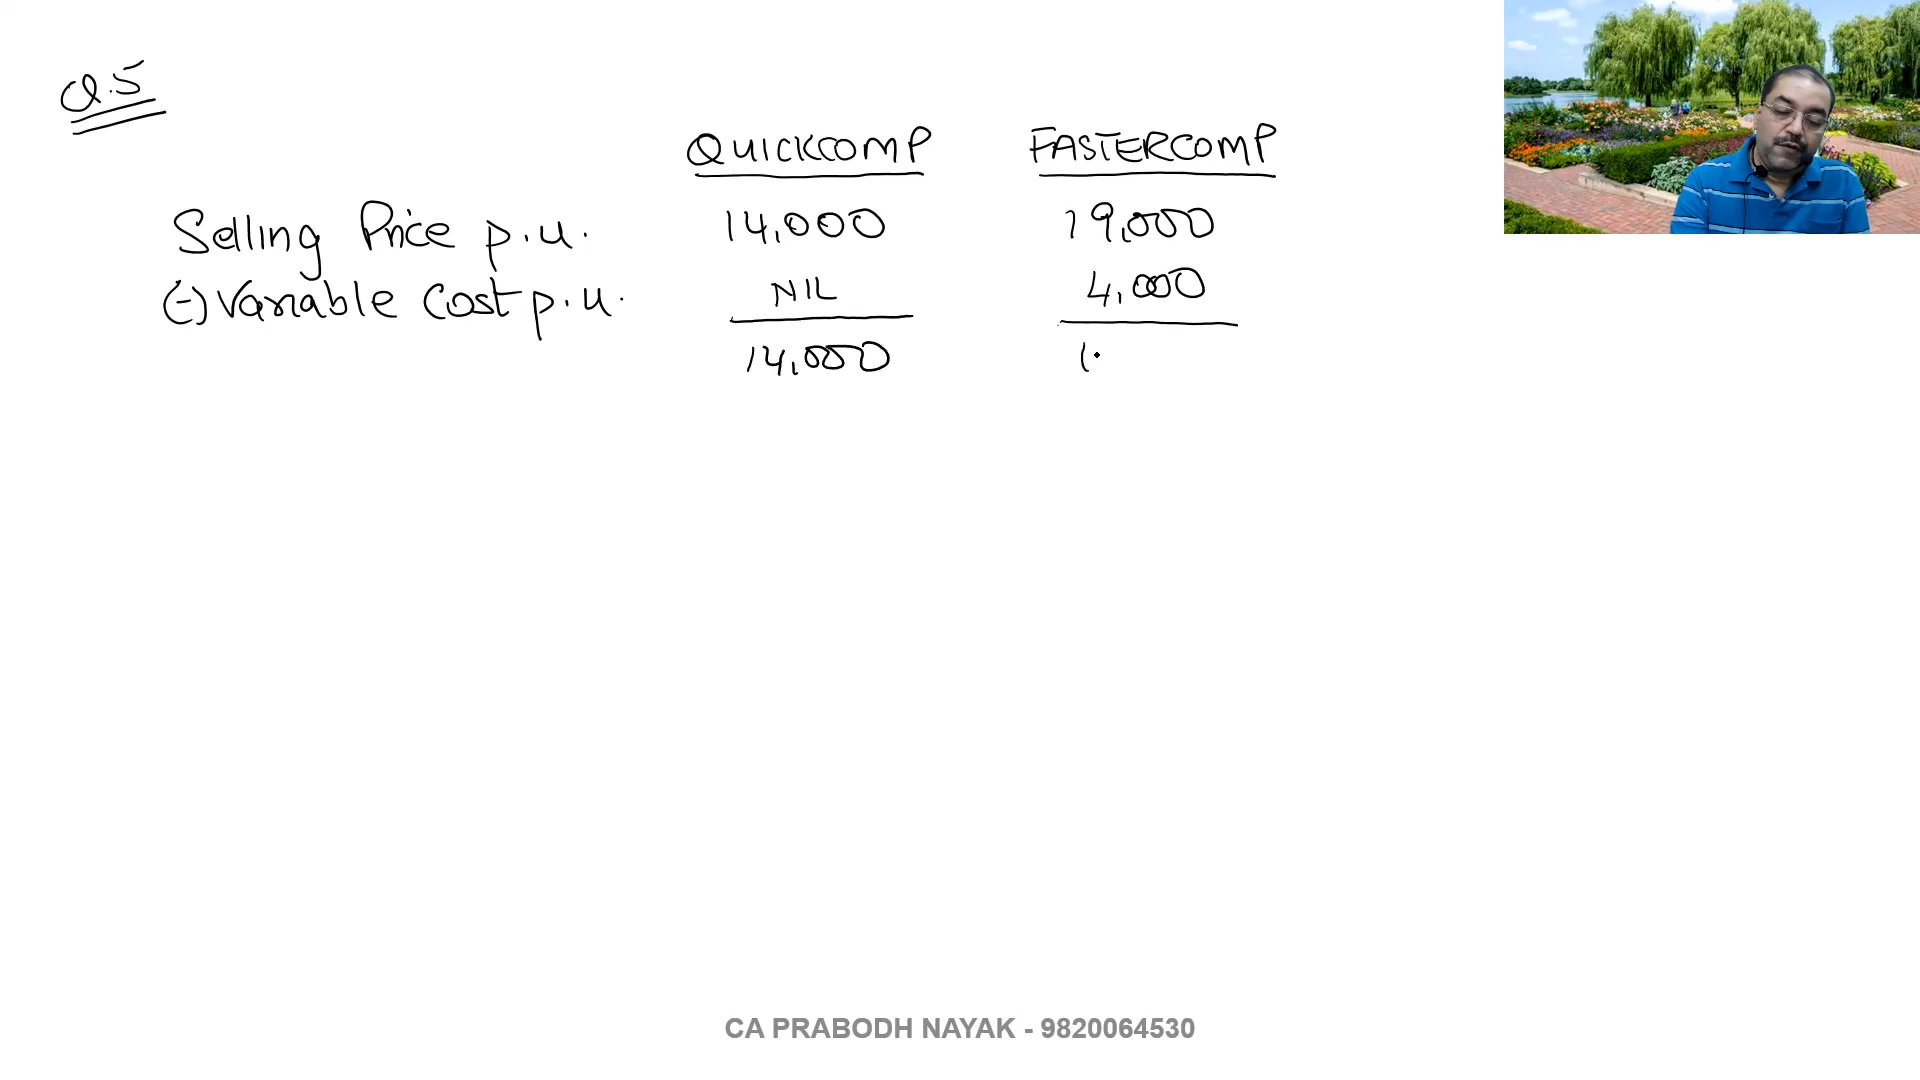 Q.5
QUICKCOMP FASTERCOMP
Selling Price p.u. 14,000 19,000
(-) Variable Cost p.u. NIL 4,000
14,000 1
CA PRABODH NAYAK - 9820064530